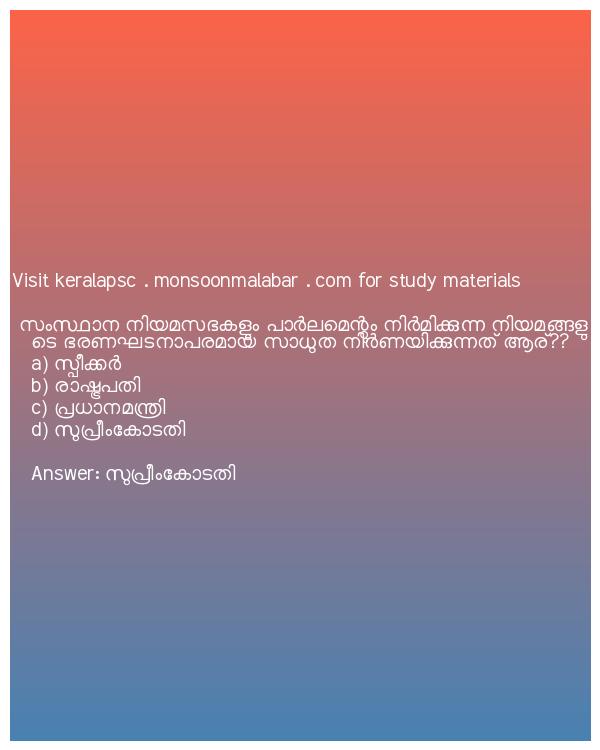 Visit keralapsc . monsoonmalabar . com for study materials
സംസ്ഥാന നിയമസഭകളും പാർലമെന്റും നിർമിക്കുന്ന നിയമങ്ങളു
ടെ ഭരണഘടനാപരമായ സാധുത നിർണയിക്കുന്നത് ആര്??
a) സ്പീക്കർ
b) രാഷ്ട്രപതി
c) പ്രധാനമന്ത്രി
d) സുപ്രീംകോടതി
Answer: സുപ്രീംകോടതി